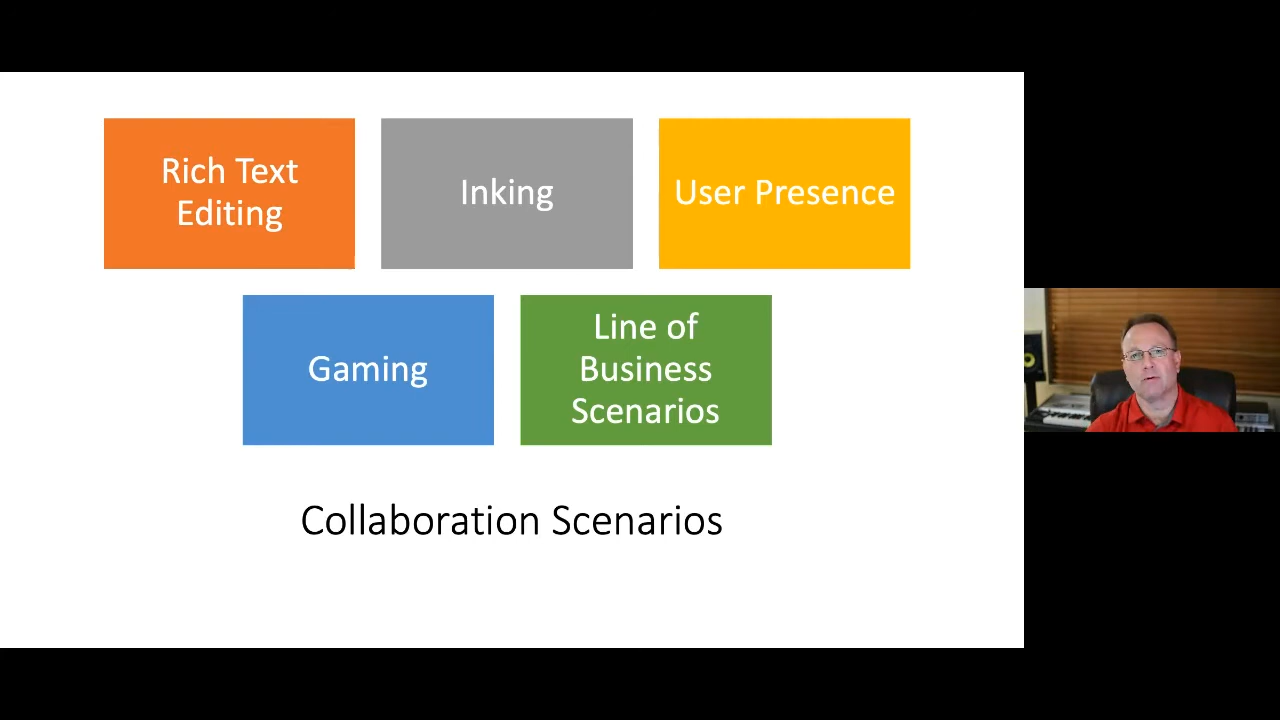 Rich Text
Editing
Inking
User Presence
Gaming
Line of
Business
Scenarios
Collaboration Scenarios